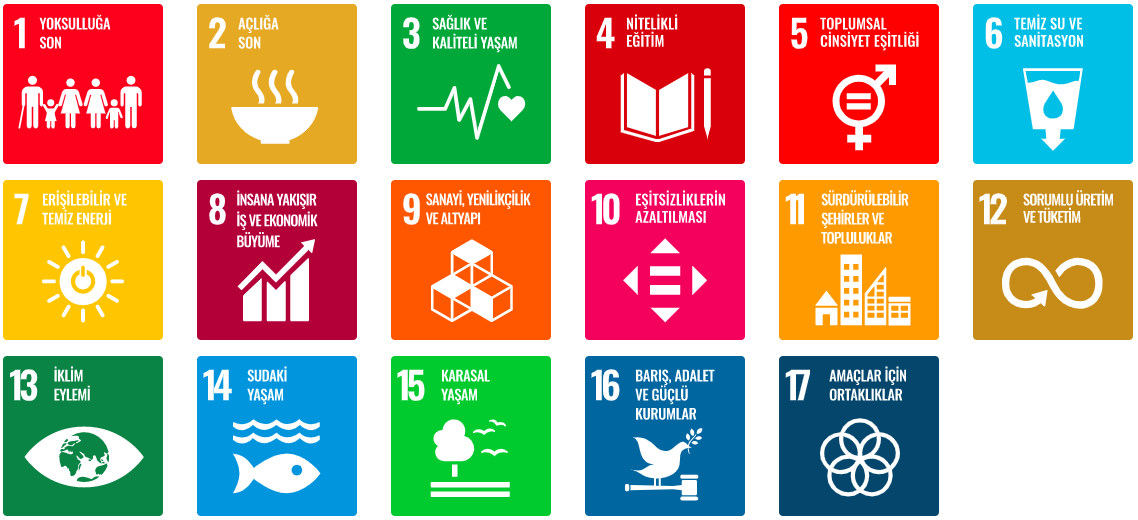 1 YOKSULLUĞA
SON
2 AÇLIĞA
SON
3 SAĞLIK VE
KALİTELİ YAŞAM
4 NİTELİKLİ
EĞİTİM
5 TOPLUMSAL
CİNSİYET EŞİTLİĞİ
6 TEMİZ SU VE
SANİTASYON
7 ERİŞİLEBİLİR VE
TEMİZ ENERJİ
8 İNSANA YAKIŞIR
İŞ VE EKONOMİK
BÜYÜME
9 SANAYİ, YENİLİKÇİLİK
VE ALTYAPI
10 EŞİTSİZLİKLERİN
AZALTILMASI
11 SÜRDÜRÜLEBİLİR
ŞEHİRLER VE
TOPLULUKLAR
12 SORUMLU ÜRETİM
VE TÜKETİM
13 İKLİM
EYLEMİ
14 SUDAKİ
YAŞAM
15 KARASAL
YAŞAM
16 BARIŞ, ADALET
VE GÜÇLÜ
KURUMLAR
17 AMAÇLAR İÇİN
ORTAKLIKLAR